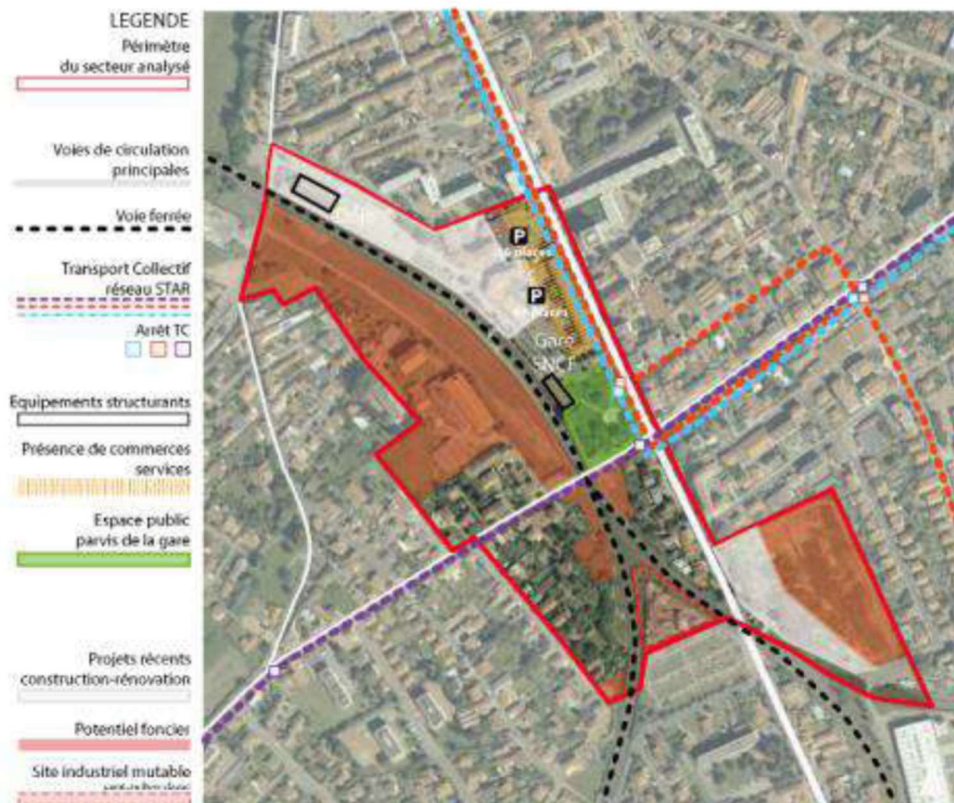 LEGENDE
Périmètre
du secteur analysé
Voies de circulation
principales
Voie ferrée
Transport Collectif
réseau STAR
Arrêt TC
Equipements structurants
Présence de commerces
services
Espace public
parvis de la gare
Projets récents
construction-rénovation
Potentiel foncier
Site industriel mutable
P
places
P
places
Gare
SNCF